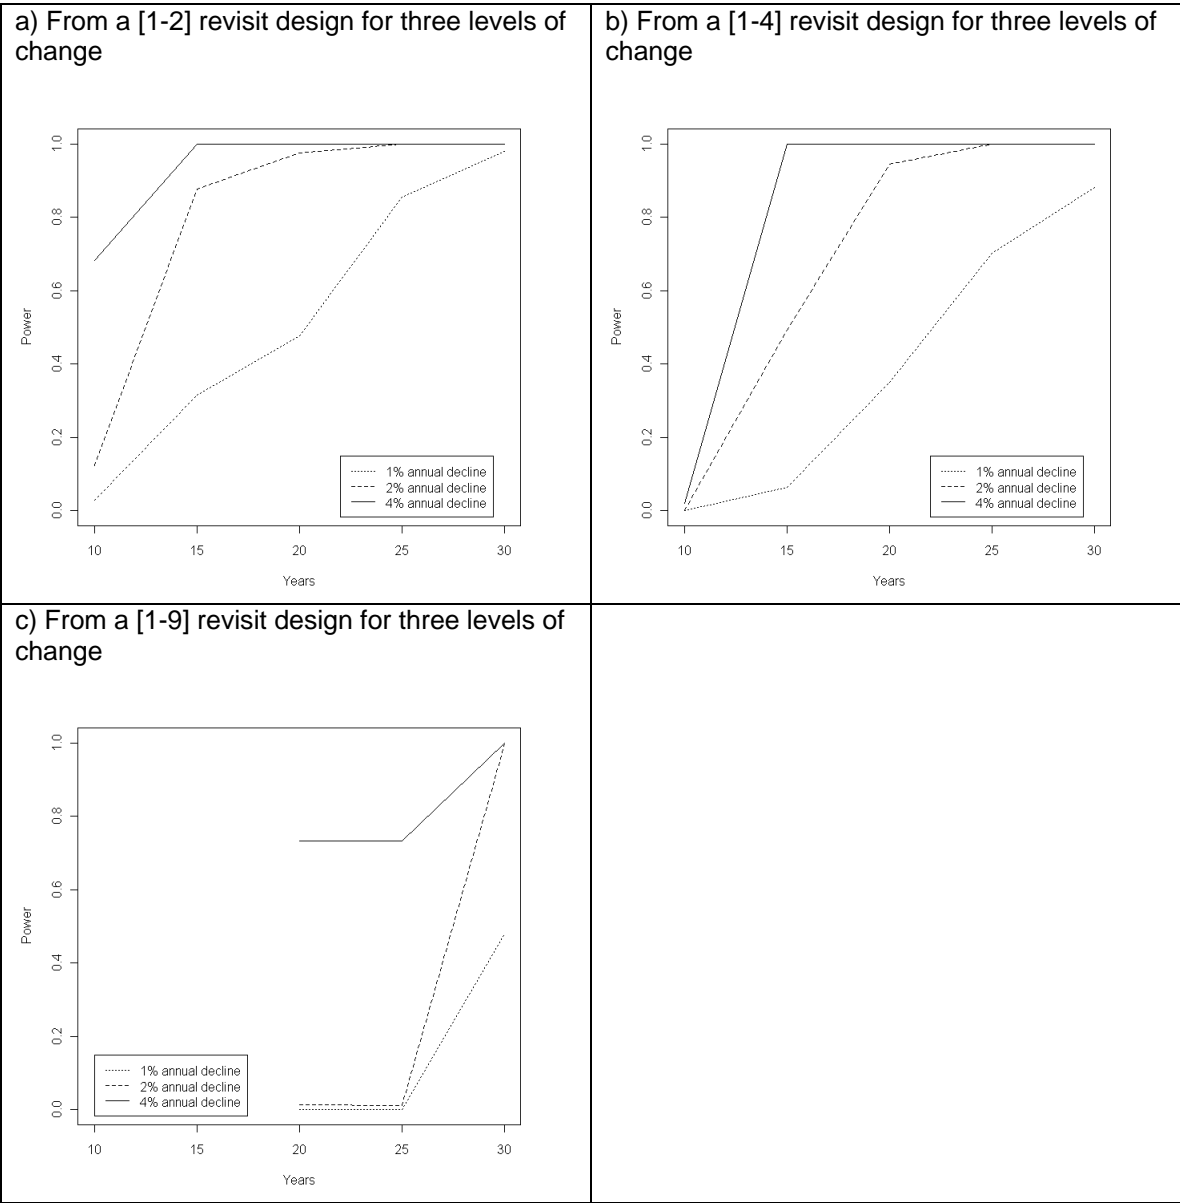 a) From a [1-2] revisit design for three levels of
change
1.0
0.8
0.6
0.4
0.2
0.0
Power
1% annual decline
2% annual decline
4% annual decline
10 15 20 25 30
Years
b) From a [1-4] revisit design for three levels of
change
1.0
0.8
0.6
0.4
0.2
0.0
Power
1% annual decline
2% annual decline
4% annual decline
10 15 20 25 30
Years
c) From a [1-9] revisit design for three levels of
change
1.0
0.8
0.6
0.4
0.2
0.0
Power
1% annual decline
2% annual decline
4% annual decline
10 15 20 25 30
Years